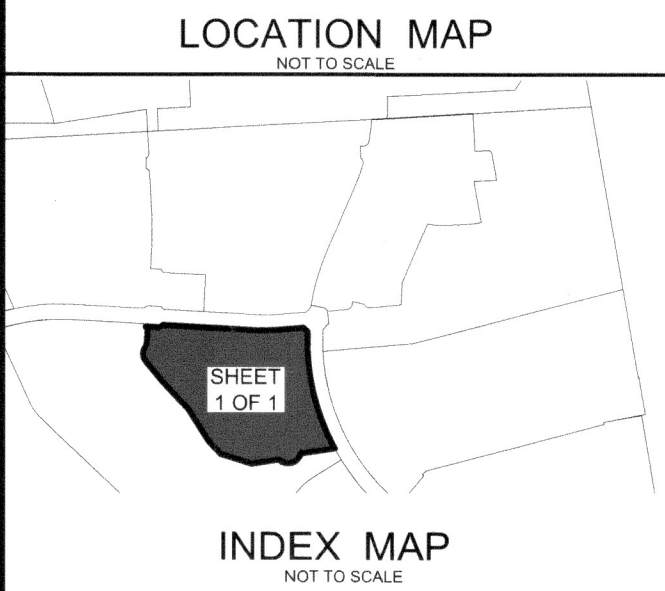 LOCATION MAP
NOT TO SCALE
SHEET
1 OF 1
INDEX MAP
NOT TO SCALE